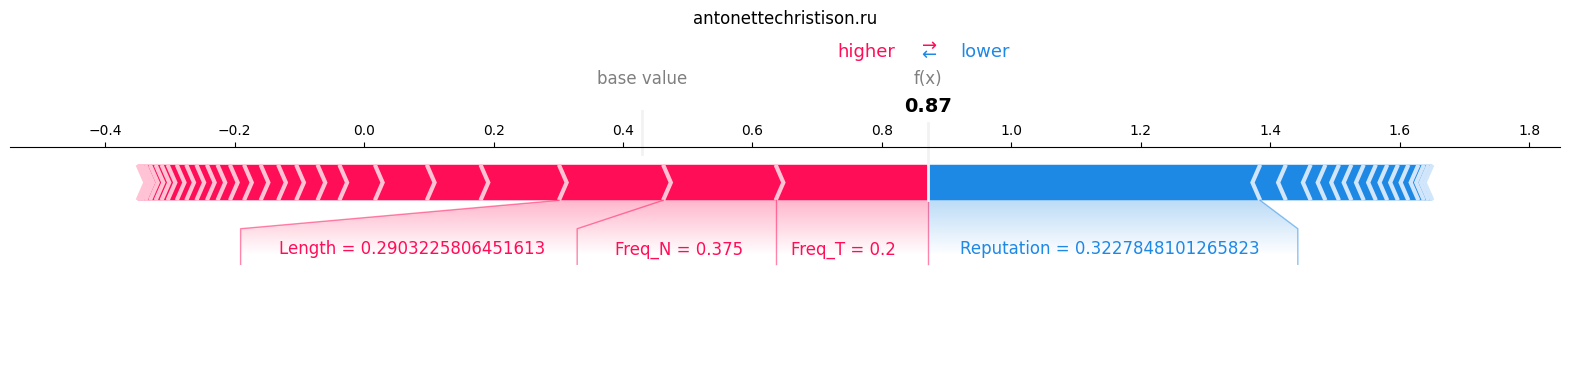 antonettechristison.ru
higher → ← lower
base value f(x)
0.87
−0.4 −0.2 0.0 0.2 0.4 0.6 0.8 1.0 1.2 1.4 1.6 1.8
Length = 0.2903225806451613 Freq_N = 0.375 Freq_T = 0.2 Reputation = 0.3227848101265823